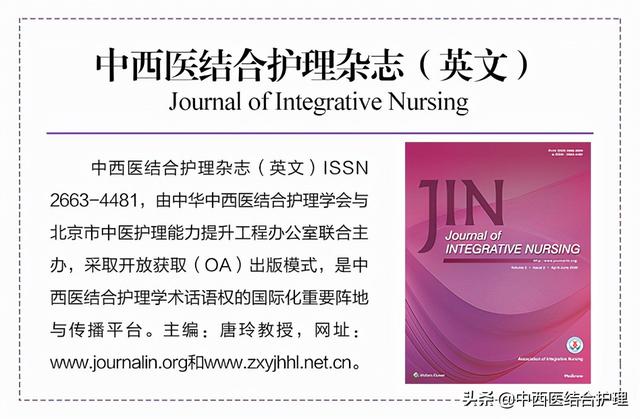 中西医结合护理杂志（英文）
Journal of Integrative Nursing
中西医结合护理杂志（英文）ISSN
2663-4481，由中华中西医结合护理学会与
北京市中医护理能力提升工程办公室联合主
办，采取开放获取（OA）出版模式，是中
西医结合护理学术话语权的国际化重要阵地
与传播平台。主编：唐玲教授，网址：
www.journalin.org和www.zxyjhhl.net.cn。
JIN
Journal of
INTEGRATIVE NURSING
Association of Integrative Nursing
Wolters Kluwer
Medknow
头条@中西医结合护理